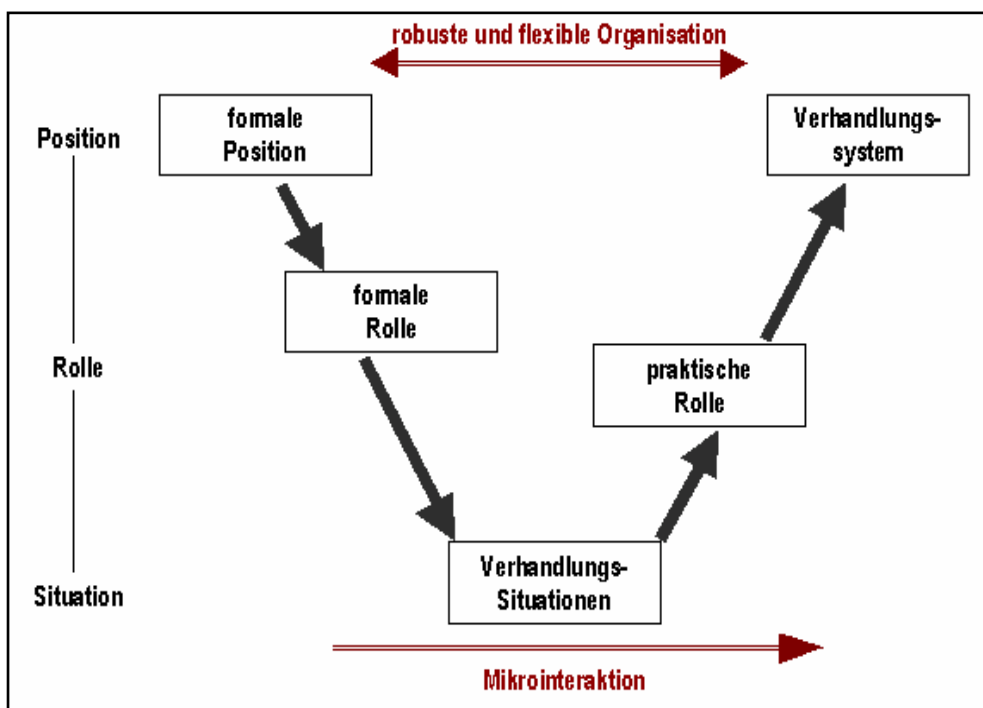 robuste und flexible Organisation
Position
formale
Position
Verhandlungs-
system
formale
Rolle
Rolle
praktische
Rolle
Situation
Verhandlungs-
Situationen
Mikrointeraktion